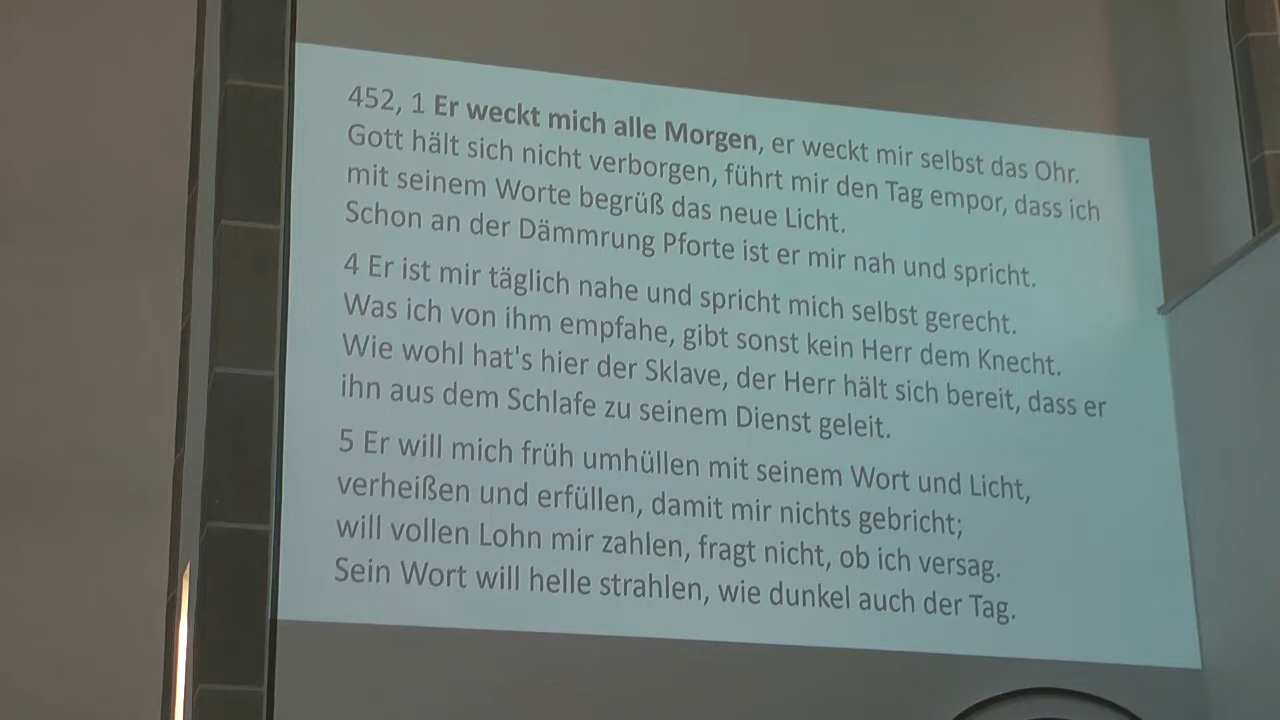 452, 1 Er weckt mich alle Morgen, er weckt mir selbst das Ohr.
Gott hält sich nicht verborgen, führt mir den Tag empor, dass ich
mit seinem Worte begrüß das neue Licht.
Schon an der Dämmrung Pforte ist er mir nah und spricht.
4 Er ist mir täglich nahe und spricht mich selbst gerecht.
Was ich von ihm empfahe, gibt sonst kein Herr dem Knecht.
Wie wohl hat's hier der Sklave, der Herr hält sich bereit, dass er
ihn aus dem Schlafe zu seinem Dienst geleit.
5 Er will mich früh umhüllen mit seinem Wort und Licht,
verheißen und erfüllen, damit mir nichts gebricht;
will vollen Lohn mir zahlen, fragt nicht, ob ich versag.
Sein Wort will helle strahlen, wie dunkel auch der Tag.